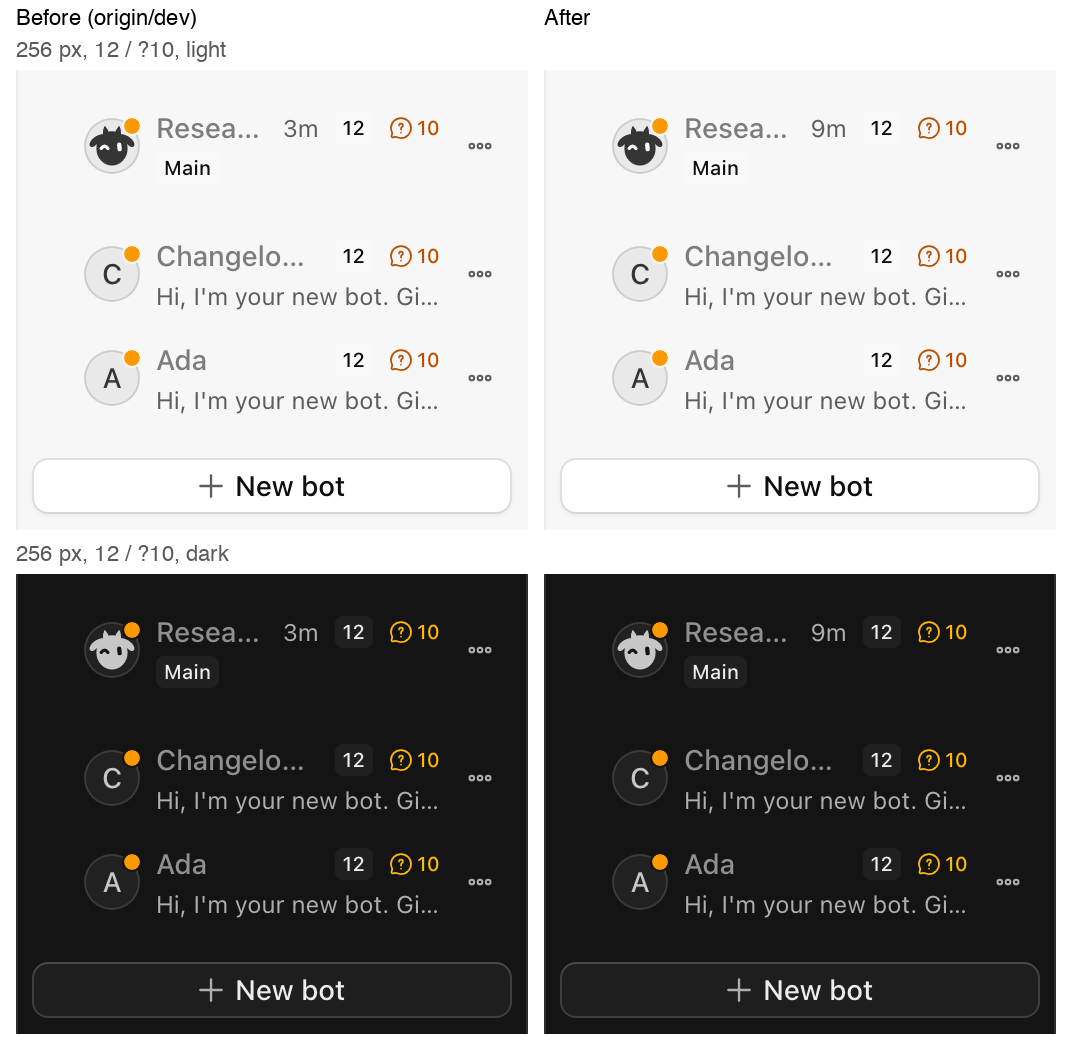 Before (origin/dev) After
256 px, 12 / ?10, light
Resea... 3m 12 ?10 Resea... 9m 12 ?10
Main Main
C Changelo... 12 ?10 C Changelo... 12 ?10
Hi, I'm your new bot. Gi... Hi, I'm your new bot. Gi...
A Ada 12 ?10 A Ada 12 ?10
Hi, I'm your new bot. Gi... Hi, I'm your new bot. Gi...
+ New bot + New bot
256 px, 12 / ?10, dark
Resea... 3m 12 ?10 Resea... 9m 12 ?10
Main Main
C Changelo... 12 ?10 C Changelo... 12 ?10
Hi, I'm your new bot. Gi... Hi, I'm your new bot. Gi...
A Ada 12 ?10 A Ada 12 ?10
Hi, I'm your new bot. Gi... Hi, I'm your new bot. Gi...
+ New bot + New bot